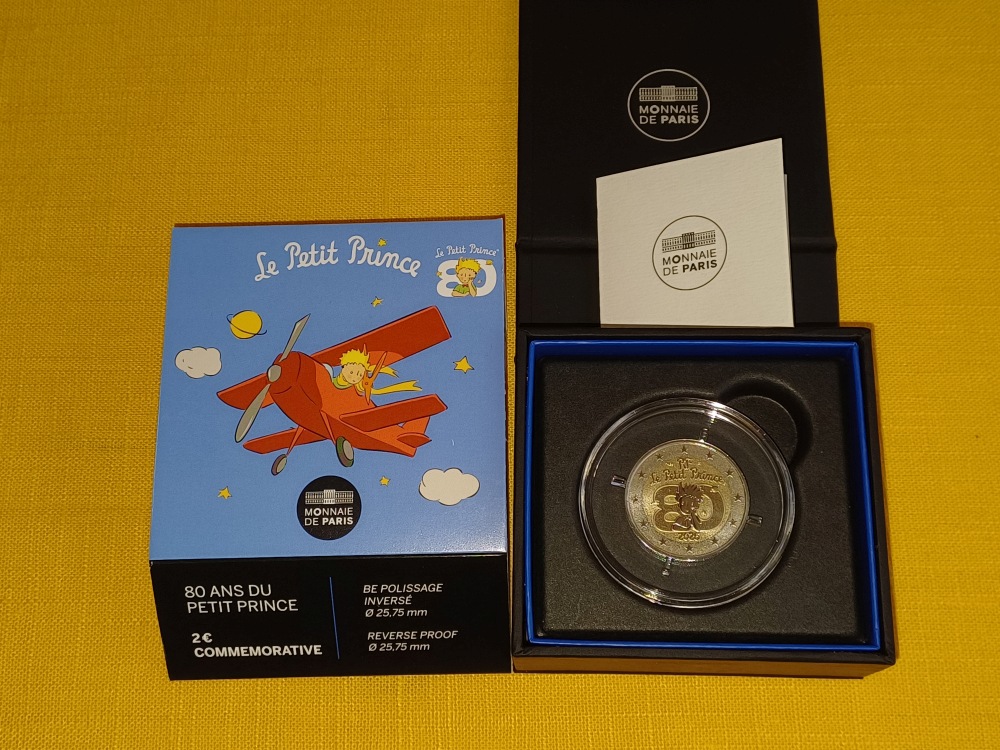 MONNAIE
DE PARIS
MONNAIE
DE PARIS
Le Petit Prince
Le Petit Prince
80
MONNAIE
DE PARIS
80 ANS DU
PETIT PRINCE
2€
COMMEMORATIVE
BE POLISSAGE
INVERSÉ
Ø 25,75 mm
REVERSE PROOF
Ø 25,75 mm
RF
Le Petit Prince
80
2025